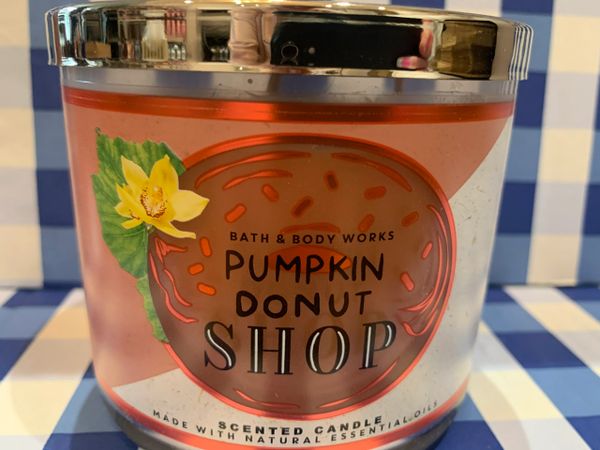 BATH & BODY WORKS
PUMPKIN
DONUT
SHOP
SCENTED CANDLE
MADE WITH NATURAL ESSENTIAL OILS